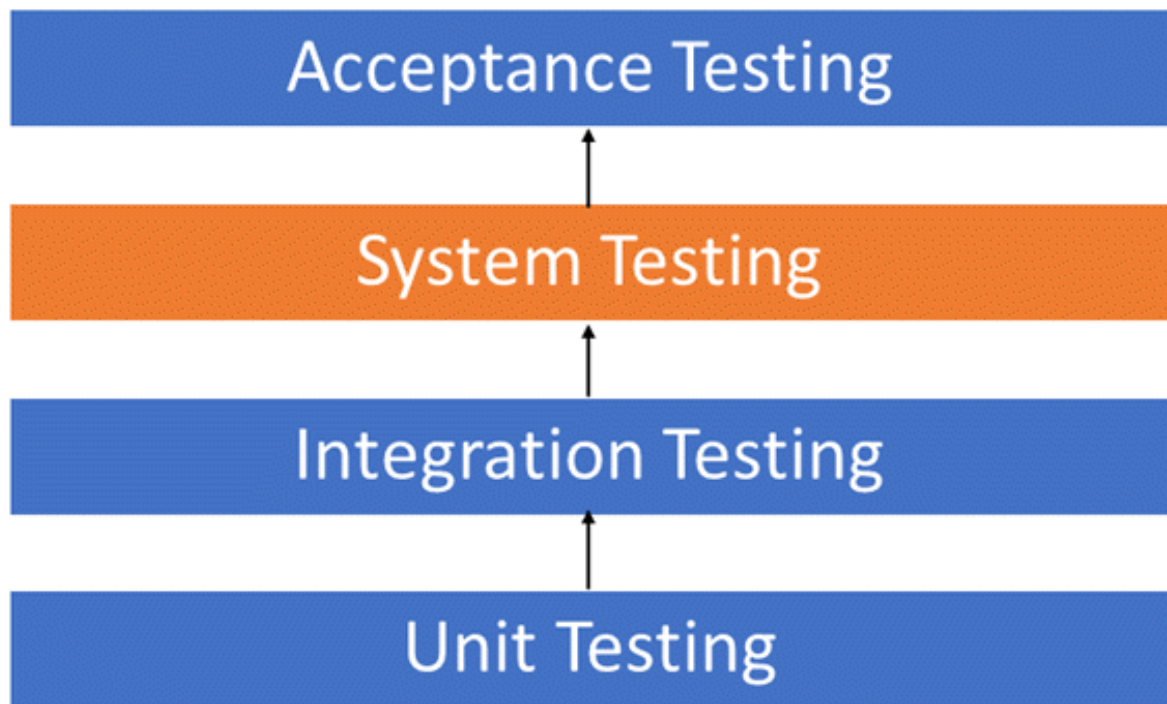 Acceptance Testing
System Testing
Integration Testing
Unit Testing